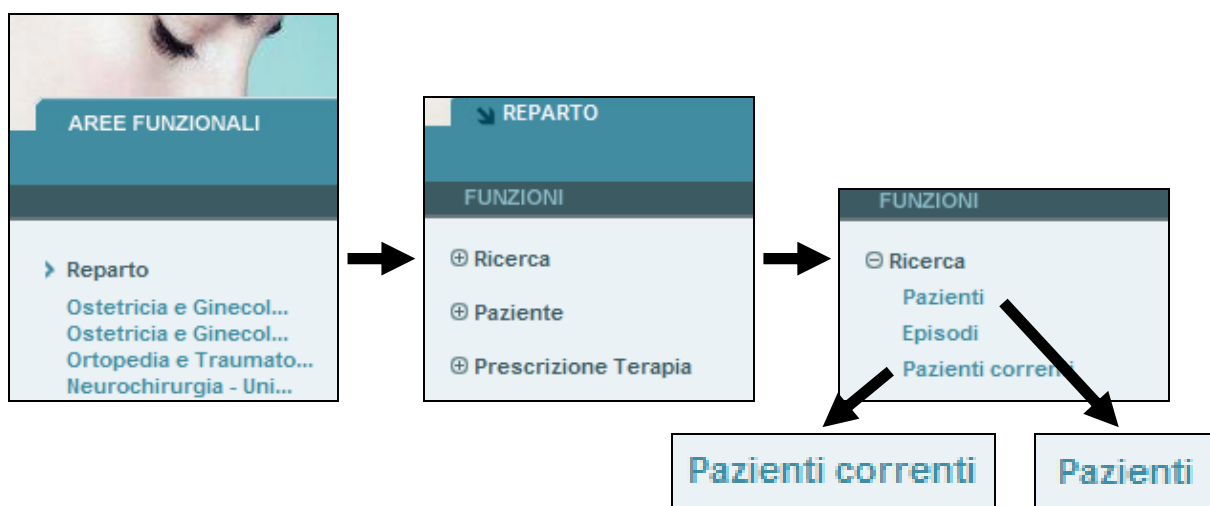 AREE FUNZIONALI
Reparto
Ostetricia e Ginecol...
Ostetricia e Ginecol...
Ortopedia e Traumato...
Neurochirurgia - Uni...
REPARTO
FUNZIONI
Ricerca
Paziente
Prescrizione Terapia
FUNZIONI
Ricerca
Pazienti
Episodi
Pazienti correnti
Pazienti correnti
Pazienti